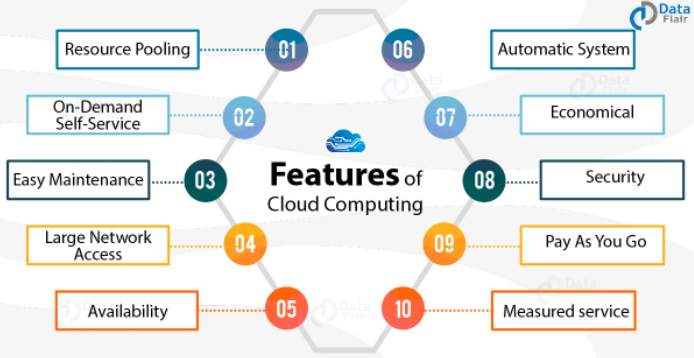 Data
Flair
Resource Pooling
01
06
Automatic System
On-Demand
Self-Service
02
07
Economical
Easy Maintenance
03
Features of
Cloud Computing
08
Security
Large Network
Access
04
09
Pay As You Go
Availability
05
10
Measured service